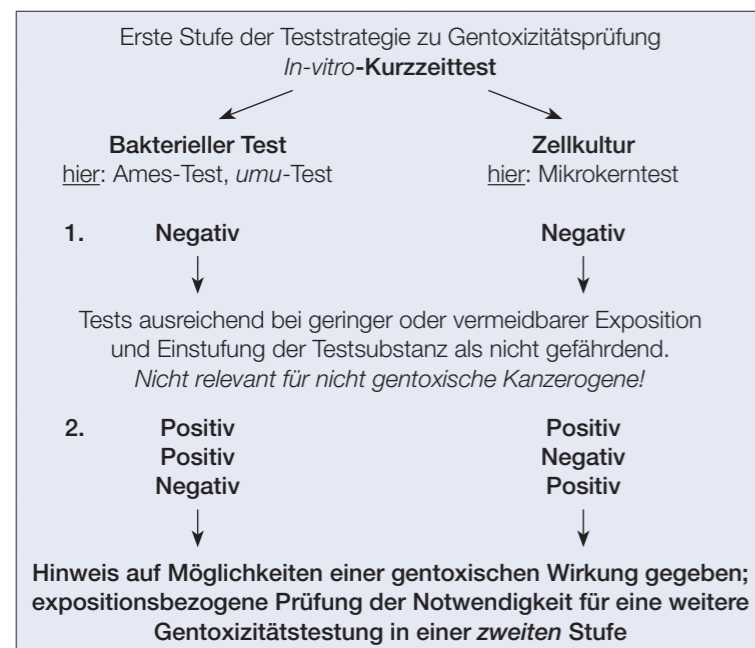 Erste Stufe der Teststrategie zu Gentoxizitätsprüfung
In-vitro-Kurzzeittest
Bakterieller Test Zellkultur
hier: Ames-Test, umu-Test hier: Mikrokerntest
1. Negativ Negativ
Tests ausreichend bei geringer oder vermeidbarer Exposition
und Einstufung der Testsubstanz als nicht gefährdend.
Nicht relevant für nicht gentoxische Kanzerogene!
2. Positiv Positiv
Positiv Negativ
Negativ Positiv
Hinweis auf Möglichkeiten einer gentoxischen Wirkung gegeben;
expositionsbezogene Prüfung der Notwendigkeit für eine weitere
Gentoxizitätstestung in einer zweiten Stufe